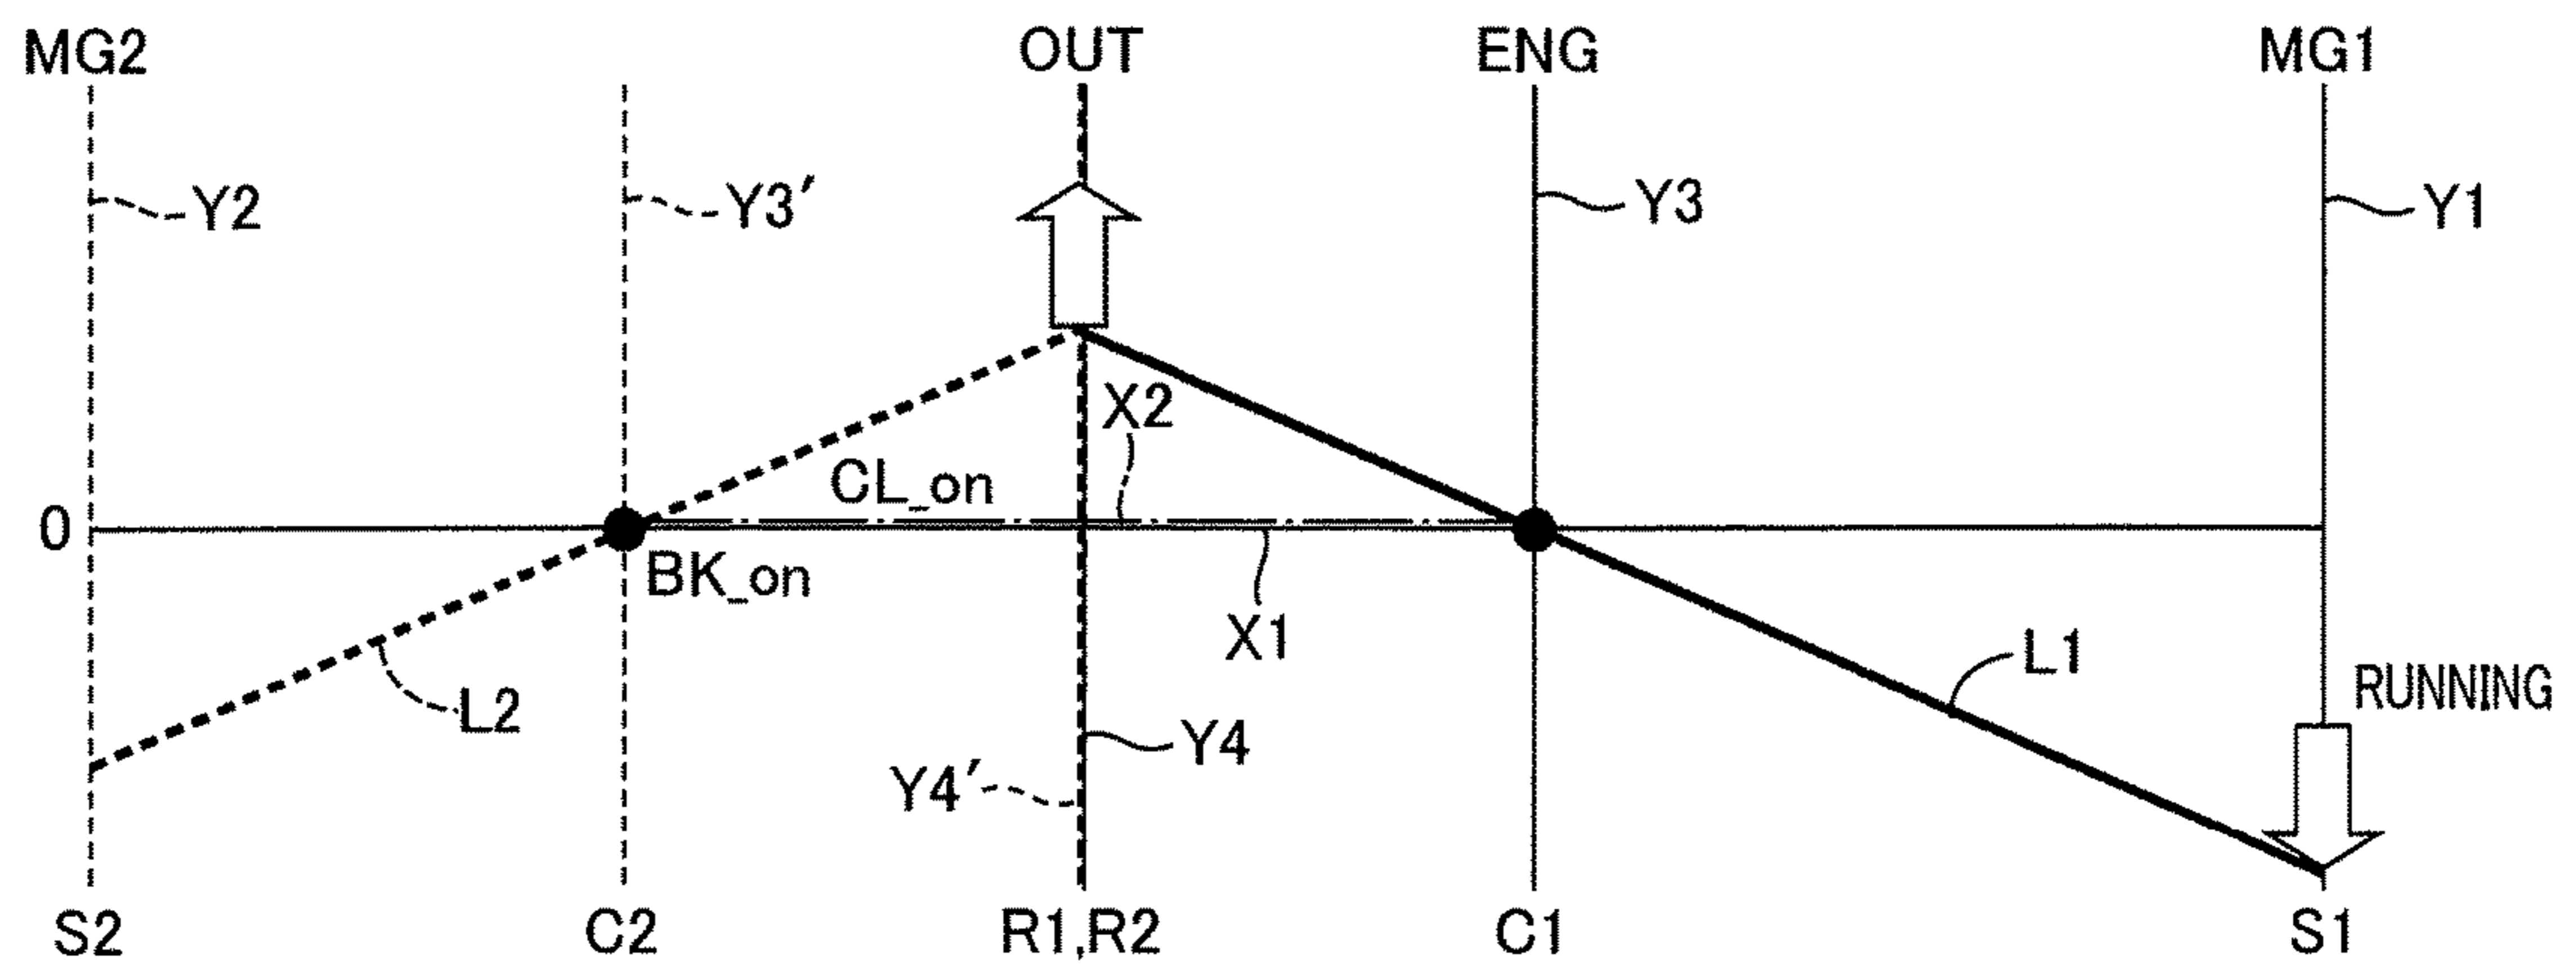 MG2 OUT ENG MG1
Y2 Y3′ Y3 Y1
X2
CL_on
0
BK_on
X1
L1
RUNNING
L2
Y4
Y4′
S2 C2 R1,R2 C1 S1